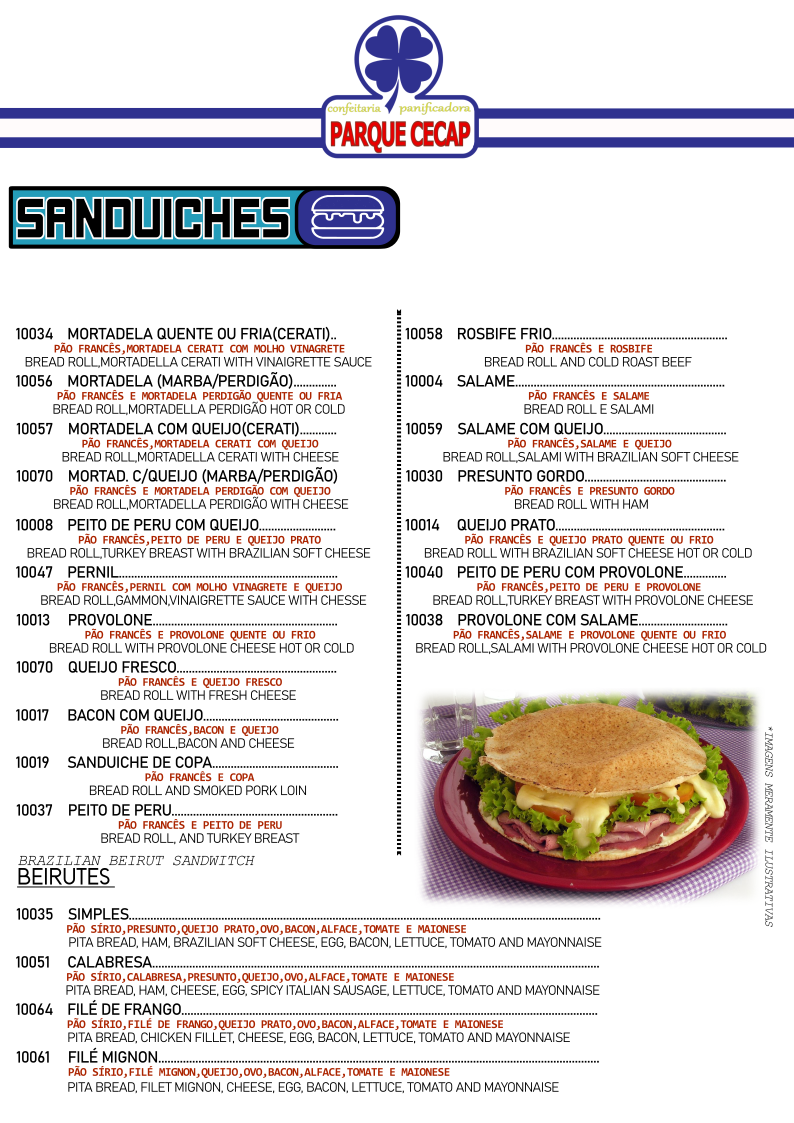 confeitaria panificadora
PARQUE CECAP
SANDUICHES
10034 MORTADELA QUENTE OU FRIA(CERATI)..
PÃO FRANCÊS,MORTADELA CERATI COM MOLHO VINAGRETE
BREAD ROLL,MORTADELLA CERATI WITH VINAIGRETTE SAUCE
10056 MORTADELA (MARBA/PERDIGÃO)..............
PÃO FRANCÊS E MORTADELA PERDIGÃO QUENTE OU FRIA
BREAD ROLL,MORTADELLA PERDIGÃO HOT OR COLD
10057 MORTADELA COM QUEIJO(CERATI)............
PÃO FRANCÊS,MORTADELA CERATI COM QUEIJO
BREAD ROLL,MORTADELLA CERATI WITH CHEESE
10070 MORTAD. C/QUEIJO (MARBA/PERDIGÃO)
PÃO FRANCÊS E MORTADELA PERDIGÃO COM QUEIJO
BREAD ROLL,MORTADELLA PERDIGÃO WITH CHEESE
10008 PEITO DE PERU COM QUEIJO.........................
PÃO FRANCÊS,PEITO DE PERU E QUEIJO PRATO
BREAD ROLL,TURKEY BREAST WITH BRAZILIAN SOFT CHEESE
10047 PERNIL........................................................................
PÃO FRANCÊS,PERNIL COM MOLHO VINAGRETE E QUEIJO
BREAD ROLL,GAMMON,VINAIGRETTE SAUCE WITH CHESSE
10013 PROVOLONE............................................................
PÃO FRANCÊS E PROVOLONE QUENTE OU FRIO
BREAD ROLL WITH PROVOLONE CHEESE HOT OR COLD
10070 QUEIJO FRESCO....................................................
PÃO FRANCÊS E QUEIJO FRESCO
BREAD ROLL WITH FRESH CHEESE
10017 BACON COM QUEIJO............................................
PÃO FRANCÊS,BACON E QUEIJO
BREAD ROLL,BACON AND CHEESE
10019 SANDUICHE DE COPA.........................................
PÃO FRANCÊS E COPA
BREAD ROLL AND SMOKED PORK LOIN
10037 PEITO DE PERU......................................................
PÃO FRANCÊS E PEITO DE PERU
BREAD ROLL, AND TURKEY BREAST
10058 ROSBIFE FRIO.........................................................
PÃO FRANCÊS E ROSBIFE
BREAD ROLL AND COLD ROAST BEEF
10004 SALAME....................................................................
PÃO FRANCÊS E SALAME
BREAD ROLL E SALAMI
10059 SALAME COM QUEIJO........................................
PÃO FRANCÊS,SALAME E QUEIJO
BREAD ROLL,SALAMI WITH BRAZILIAN SOFT CHEESE
10030 PRESUNTO GORDO..............................................
PÃO FRANCÊS E PRESUNTO GORDO
BREAD ROLL WITH HAM
10014 QUEIJO PRATO.......................................................
PÃO FRANCÊS E QUEIJO PRATO QUENTE OU FRIO
BREAD ROLL WITH BRAZILIAN SOFT CHEESE HOT OR COLD
10040 PEITO DE PERU COM PROVOLONE..............
PÃO FRANCÊS,PEITO DE PERU E PROVOLONE
BREAD ROLL,TURKEY BREAST WITH PROVOLONE CHEESE
10038 PROVOLONE COM SALAME.............................
PÃO FRANCÊS,SALAME E PROVOLONE QUENTE OU FRIO
BREAD ROLL,SALAMI WITH PROVOLONE CHEESE HOT OR COLD
*IMAGENS MERAMENTE ILUSTRATIVAS
BRAZILIAN BEIRUT SANDWITCH
BEIRUTES
10035 SIMPLES..........................................................................................................................................................
PÃO SÍRIO,PRESUNTO,QUEIJO PRATO,OVO,BACON,ALFACE,TOMATE E MAIONESE
PITA BREAD, HAM, BRAZILIAN SOFT CHEESE, EGG, BACON, LETTUCE, TOMATO AND MAYONNAISE
10051 CALABRESA..................................................................................................................................................
PÃO SÍRIO,CALABRESA,PRESUNTO,QUEIJO,OVO,ALFACE,TOMATE E MAIONESE
PITA BREAD, HAM, CHEESE, EGG, SPICY ITALIAN SAUSAGE, LETTUCE, TOMATO AND MAYONNAISE
10064 FILÉ DE FRANGO.......................................................................................................................................
PÃO SÍRIO,FILÉ DE FRANGO,QUEIJO PRATO,OVO,BACON,ALFACE,TOMATE E MAIONESE
PITA BREAD, CHICKEN FILLET, CHEESE, EGG, BACON, LETTUCE, TOMATO AND MAYONNAISE
10061 FILÉ MIGNON...............................................................................................................................................
PÃO SÍRIO,FILÉ MIGNON,QUEIJO,OVO,BACON,ALFACE,TOMATE E MAIONESE
PITA BREAD, FILET MIGNON, CHEESE, EGG, BACON, LETTUCE, TOMATO AND MAYONNAISE